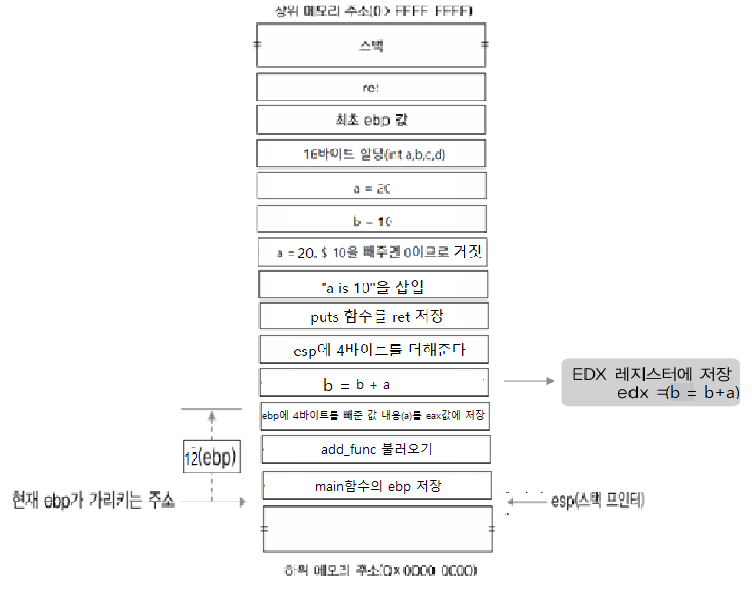 상위 메모리 주소(0> FFFF FFFF)
스택
ret
최초 ebp 값
16바이트 할당(int a,b,c,d)
a = 20
b = 10
a = 20. $ 10을 빼주면 0이므로 거짓
"a is 10"을 삽입
puts 함수를 ret 저장
esp에 4바이트를 더해준다
b = b + a
EDX 레지스터에 저장
edx =(b = b+a)
ebp에 4바이트를 빼준 값 내용(a)를 eax값에 저장
12(ebp)
add_func 불러오기
main함수의 ebp 저장
현재 ebp가 가리키는 주소
esp(스택 포인터)
하위 메모리 주소(0x 0000 0000)